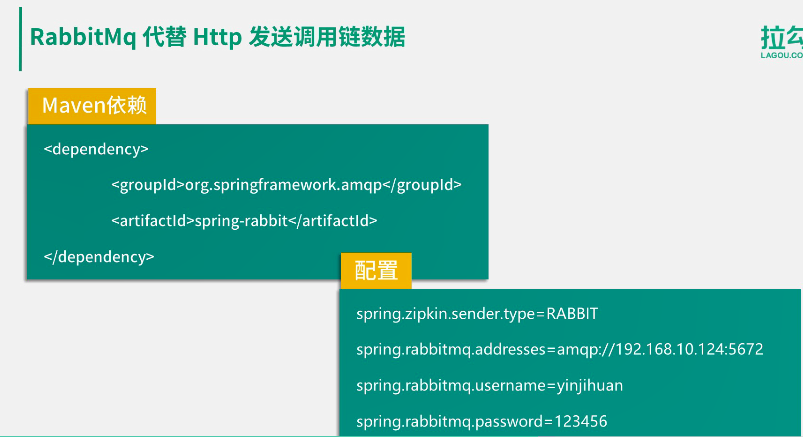 RabbitMq 代替 Http 发送调用链数据
拉勾
LAGOU.CO
Maven依赖
<dependency>
<groupId>org.springframework.amqp</groupId>
<artifactId>spring-rabbit</artifactId>
</dependency>
配置
spring.zipkin.sender.type=RABBIT
spring.rabbitmq.addresses=amqp://192.168.10.124:5672
spring.rabbitmq.username=yinjihuan
spring.rabbitmq.password=123456